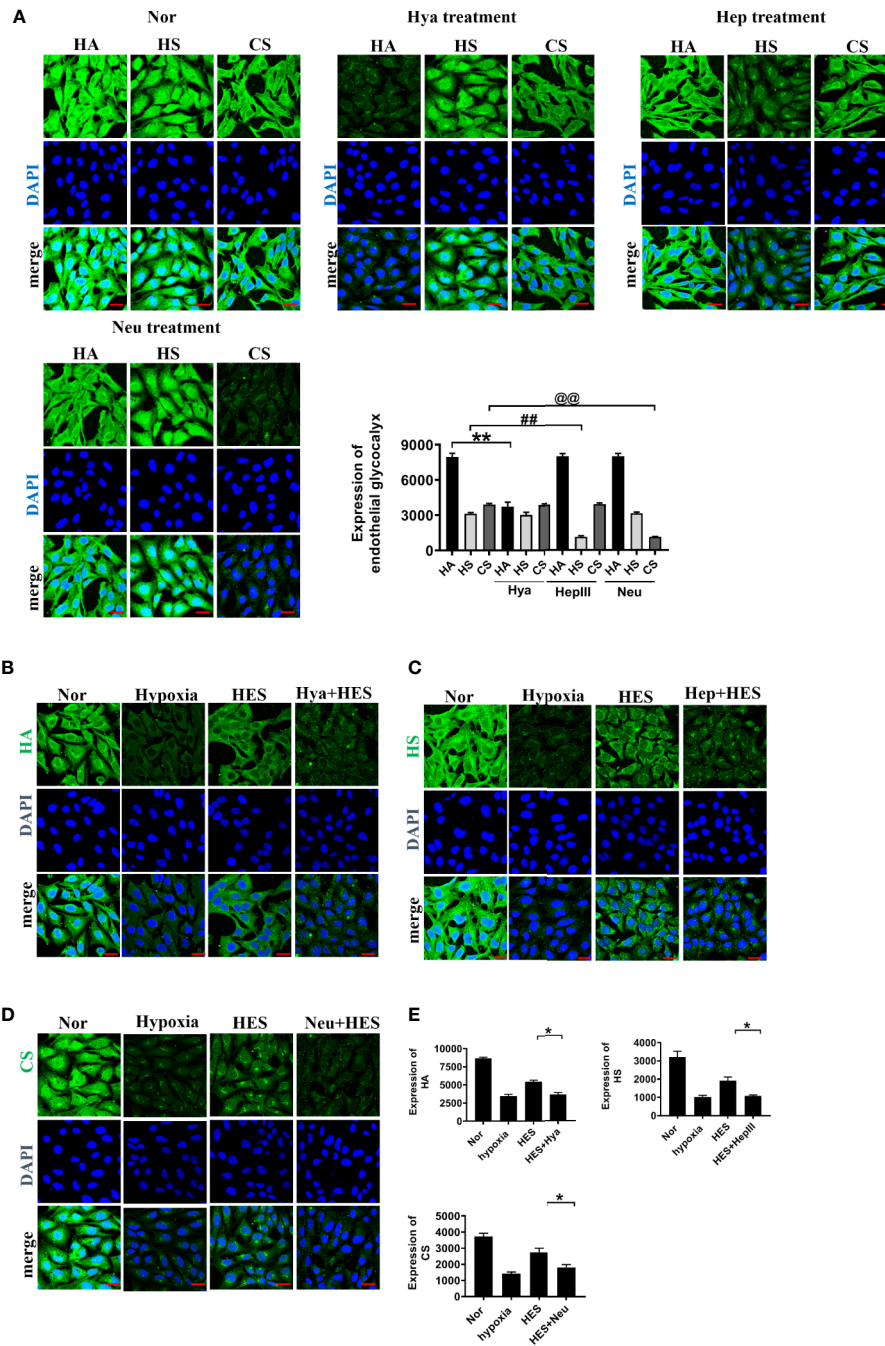 A
Nor
HA HS CS
DAPI
merge
Hya treatment
HA HS CS
DAPI
merge
Hep treatment
HA HS CS
DAPI
merge
Neu treatment
HA HS CS
DAPI
merge
Expression of
endothelial glycocalyx
9000
6000
3000
0
**
##
@@
HA HS CS HA HS CS HA HS CS HA HS CS
Hya HepIII Neu
B
Nor Hypoxia HES Hya+HES
HA
DAPI
merge
C
Nor Hypoxia HES Hep+HES
HS
DAPI
merge
D
Nor Hypoxia HES Neu+HES
CS
DAPI
merge
E
Expression of
HA
10000
7500
5000
2500
0
*
Nor hypoxia HES HES+Hya
Expression of
HS
4000
3000
2000
1000
0
*
Nor hypoxia HES HES+HepIII
Expression of
CS
5000
4000
3000
2000
1000
0
*
Nor hypoxia HES HES+Neu